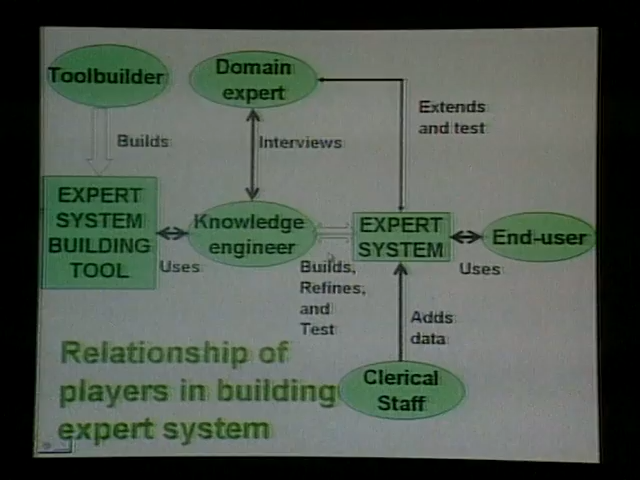 Toolbuilder
Domain
expert
Extends
and test
Builds
Interviews
EXPERT
SYSTEM
BUILDING
TOOL
Uses
Knowledge
engineer
Builds,
Refines,
and
Test
EXPERT
SYSTEM
Uses
End-user
Adds
data
Clerical
Staff
Relationship of
players in building
expert system